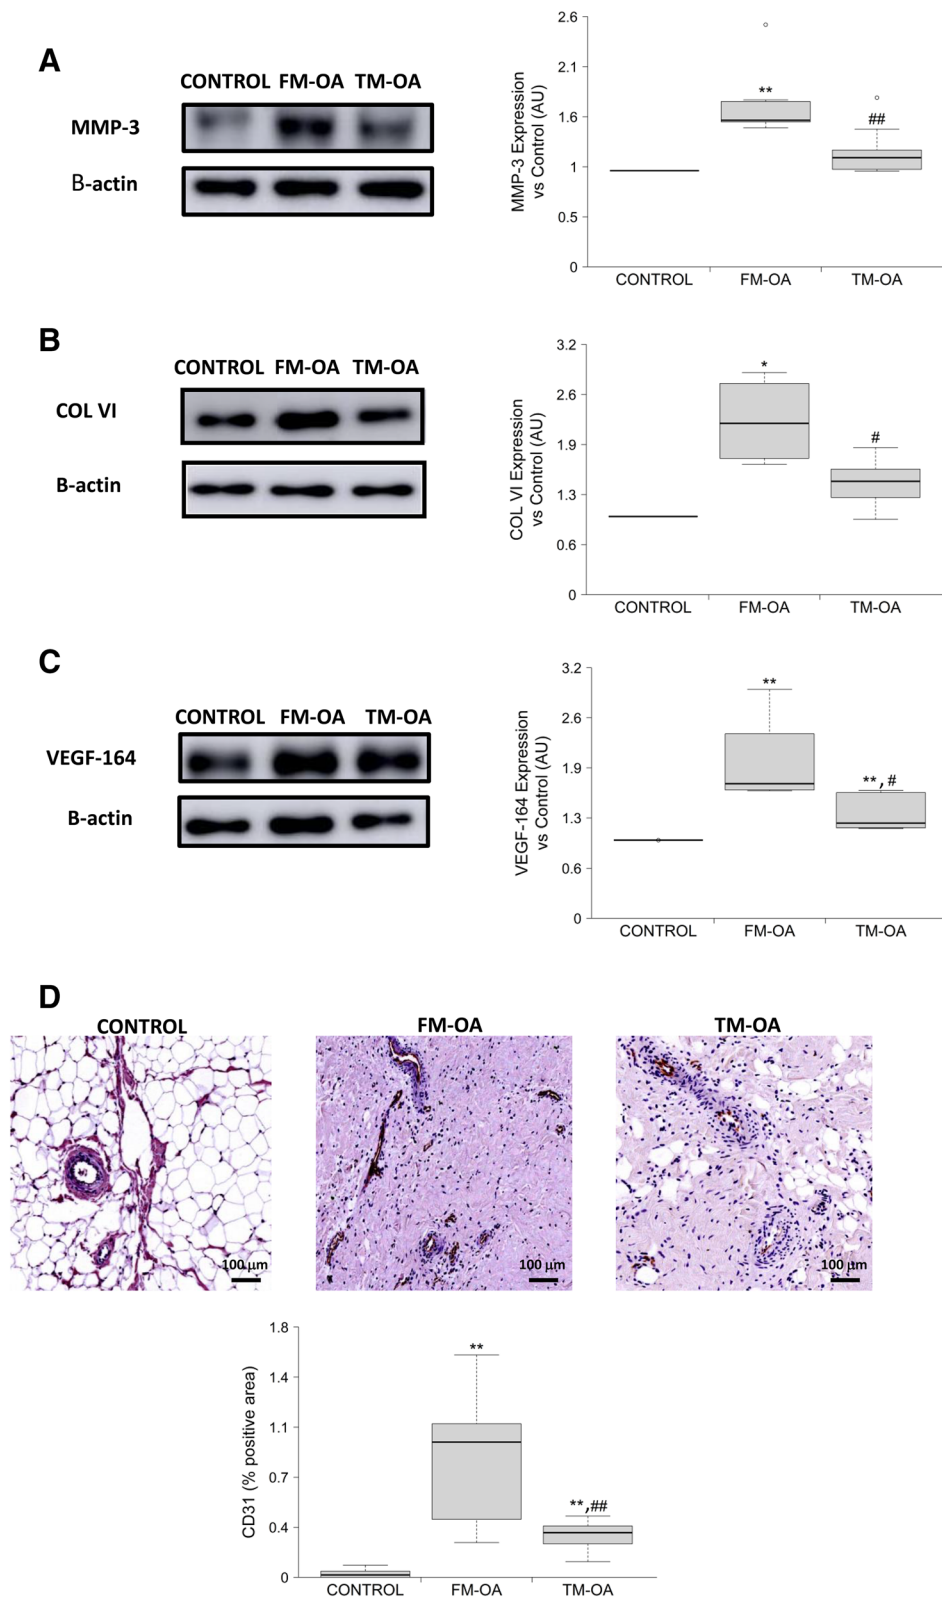 A
CONTROL FM-OA TM-OA
MMP-3
B-actin
MMP-3 Expression
vs Control (AU)
2.6
2.1
1.6
1
0.5
0
**
##
CONTROL FM-OA TM-OA
B
CONTROL FM-OA TM-OA
COL VI
B-actin
COL VI Expression
vs Control (AU)
3.2
2.6
1.9
1.3
0.6
0
*
#
CONTROL FM-OA TM-OA
C
CONTROL FM-OA TM-OA
VEGF-164
B-actin
VEGF-164 Expression
vs Control (AU)
3.2
2.6
1.9
1.3
0.6
0
**
**,#
CONTROL FM-OA TM-OA
D
CONTROL FM-OA TM-OA
100 µm 100 µm 100 µm
CD31 (% positive area)
1.8
1.4
1.1
0.7
0.4
0
**
**,##
CONTROL FM-OA TM-OA